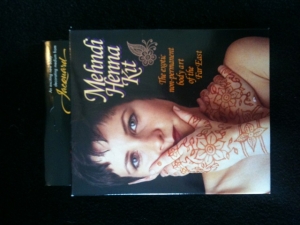 Jacquard
Mehndi
Henna
Kit
The exotic
non-permanent
body art
of the
Far East